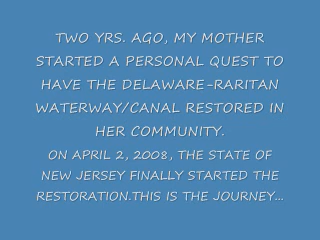 TWO YRS. AGO, MY MOTHER
STARTED A PERSONAL QUEST TO
HAVE THE DELAWARE-RARITAN
WATERWAY/CANAL RESTORED IN
HER COMMUNITY.
ON APRIL 2, 2008, THE STATE OF
NEW JERSEY FINALLY STARTED THE
RESTORATION.THIS IS THE JOURNEY...